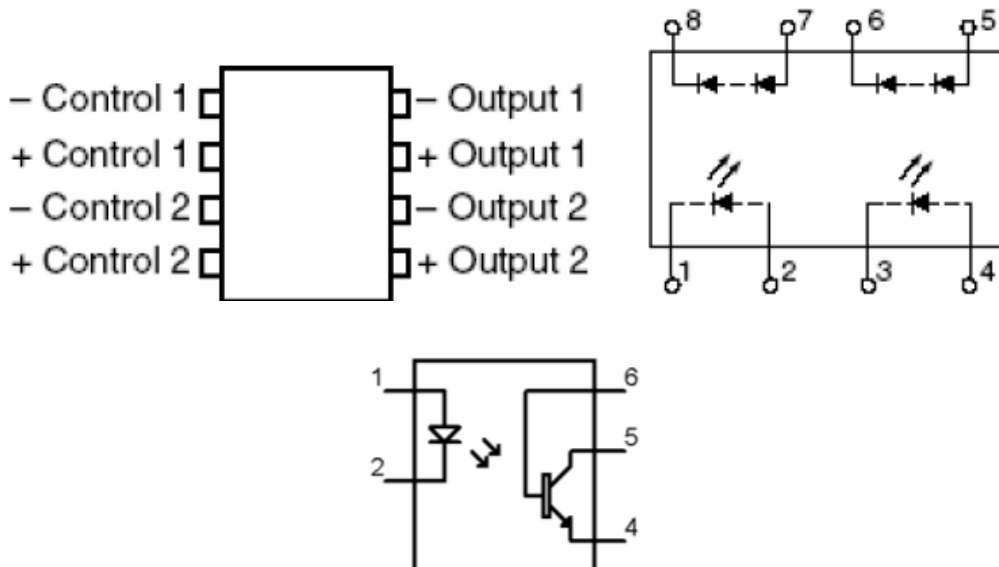 – Control 1
+ Control 1
– Control 2
+ Control 2
– Output 1
+ Output 1
– Output 2
+ Output 2
8 7 6 5
1 2 3 4
1
2
6
5
4